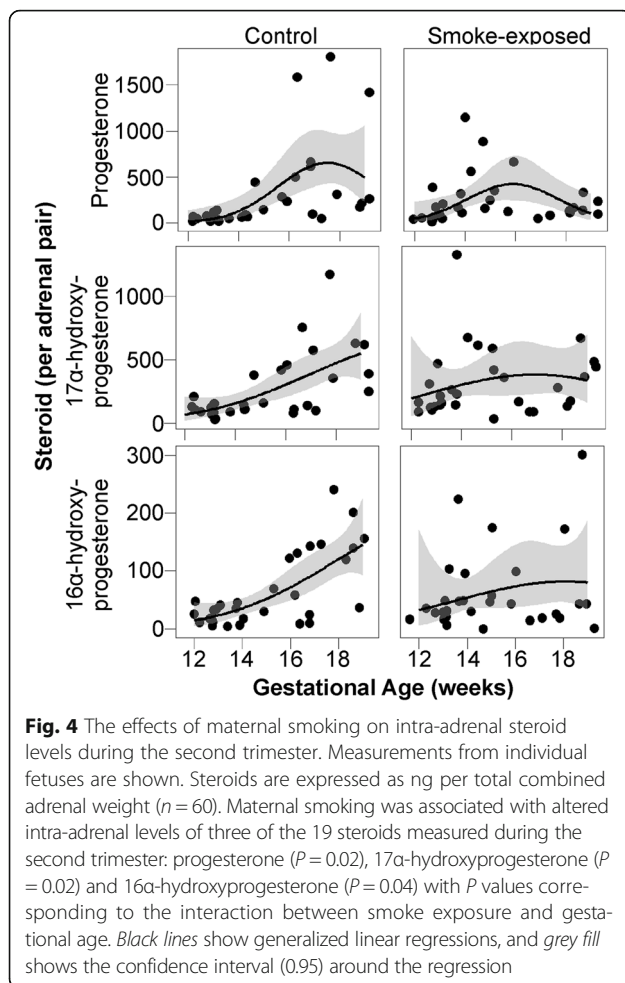 Control Smoke-exposed
Steroid (per adrenal pair)
Progesterone
1500
1000
500
0
17α-hydroxy-
progesterone
1000
500
0
16α-hydroxy-
progesterone
300
200
100
0
12 14 16 18 12 14 16 18
Gestational Age (weeks)
Fig. 4 The effects of maternal smoking on intra-adrenal steroid
levels during the second trimester. Measurements from individual
fetuses are shown. Steroids are expressed as ng per total combined
adrenal weight (n = 60). Maternal smoking was associated with altered
intra-adrenal levels of three of the 19 steroids measured during the
second trimester: progesterone (P = 0.02), 17α-hydroxyprogesterone (P
= 0.02) and 16α-hydroxyprogesterone (P = 0.04) with P values corre-
sponding to the interaction between smoke exposure and gesta-
tional age. Black lines show generalized linear regressions, and grey fill
shows the confidence interval (0.95) around the regression